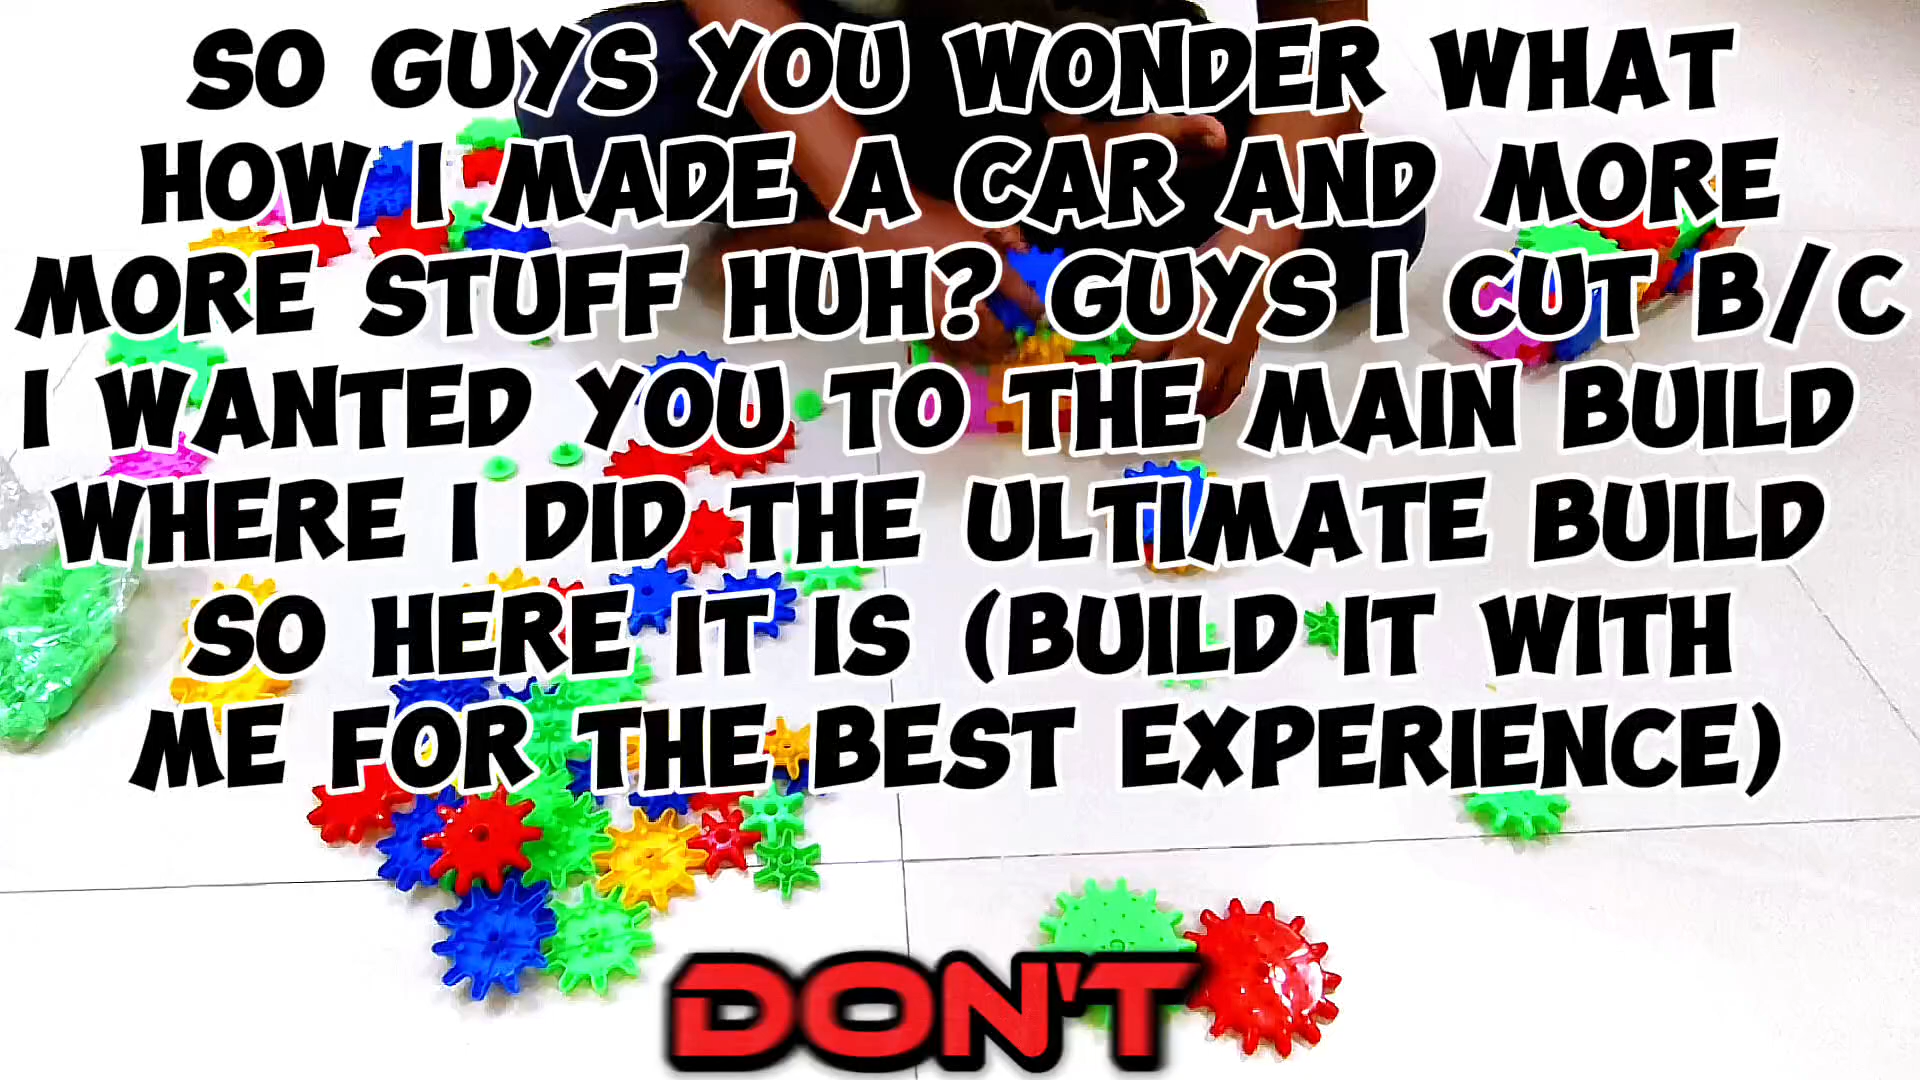 SO GUYS YOU WONDER WHAT
HOW I MADE A CAR AND MORE
MORE STUFF HUH? GUYS I CUT B/C
I WANTED YOU TO THE MAIN BUILD
WHERE I DID THE ULTIMATE BUILD
SO HERE IT IS (BUILD IT WITH
ME FOR THE BEST EXPERIENCE)
DON'T